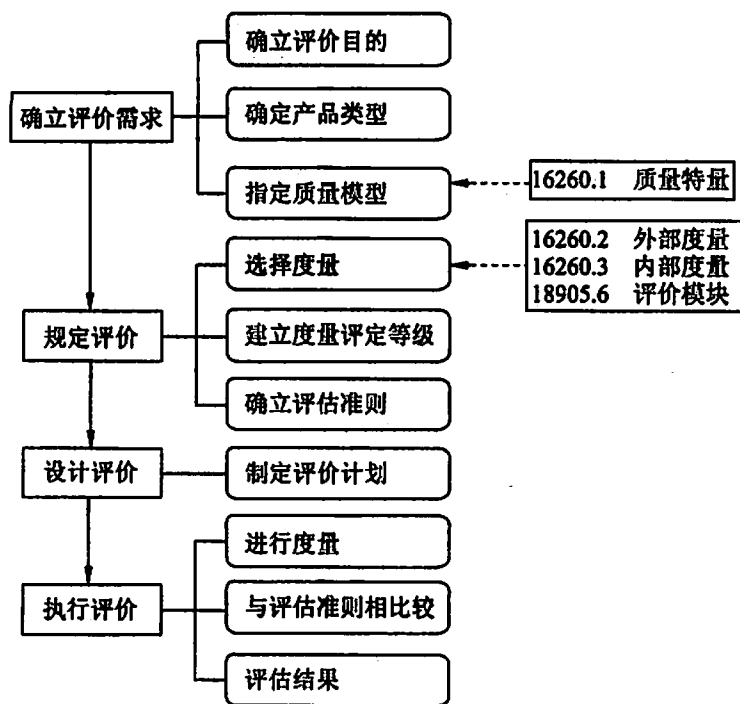 确立评价需求
确立评价目的
确定产品类型
指定质量模型
16260.1 质量特量
规定评价
选择度量
16260.2 外部度量
16260.3 内部度量
18905.6 评价模块
建立度量评定等级
确立评估准则
设计评价
制定评价计划
执行评价
进行度量
与评估准则相比较
评估结果